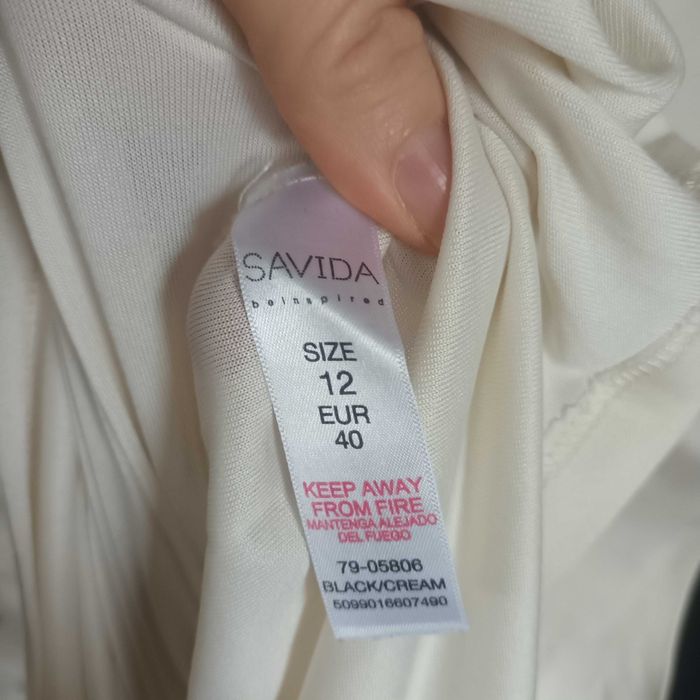 SAVIDA
beinspired
SIZE
12
EUR
40
KEEP AWAY
FROM FIRE
MANTENGA ALEJADO
DEL FUEGO
79-05806
BLACK/CREAM
5099016607490